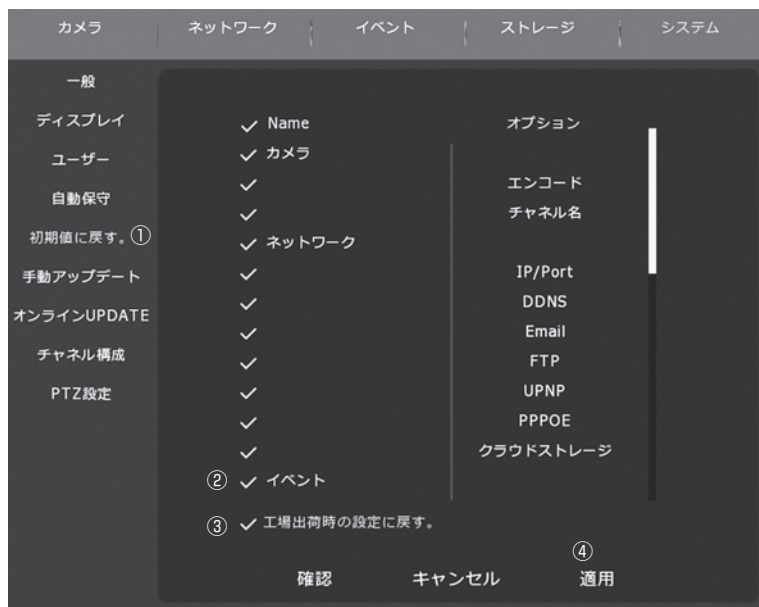 カメラ ネットワーク イベント ストレージ システム
一般
ディスプレイ
ユーザー
自動保守
初期値に戻す。①
手動アップデート
オンラインUPDATE
チャネル構成
PTZ設定
Name オプション
カメラ
エンコード
チャネル名
ネットワーク
IP/Port
DDNS
Email
FTP
UPNP
PPPOE
クラウドストレージ
② イベント
③ 工場出荷時の設定に戻す。
④
確認 キャンセル 適用